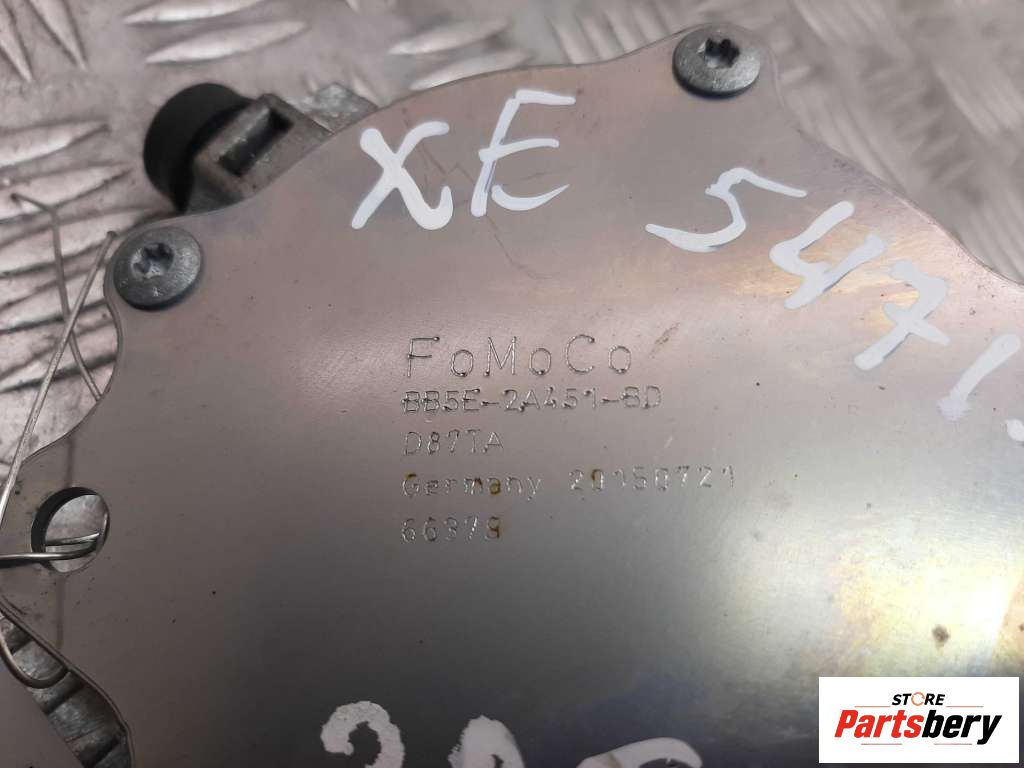 XE
547
FoMoCo
BB5E-2A451-BD
D87TA
Germany 20150721
66978
STORE
Partsbery